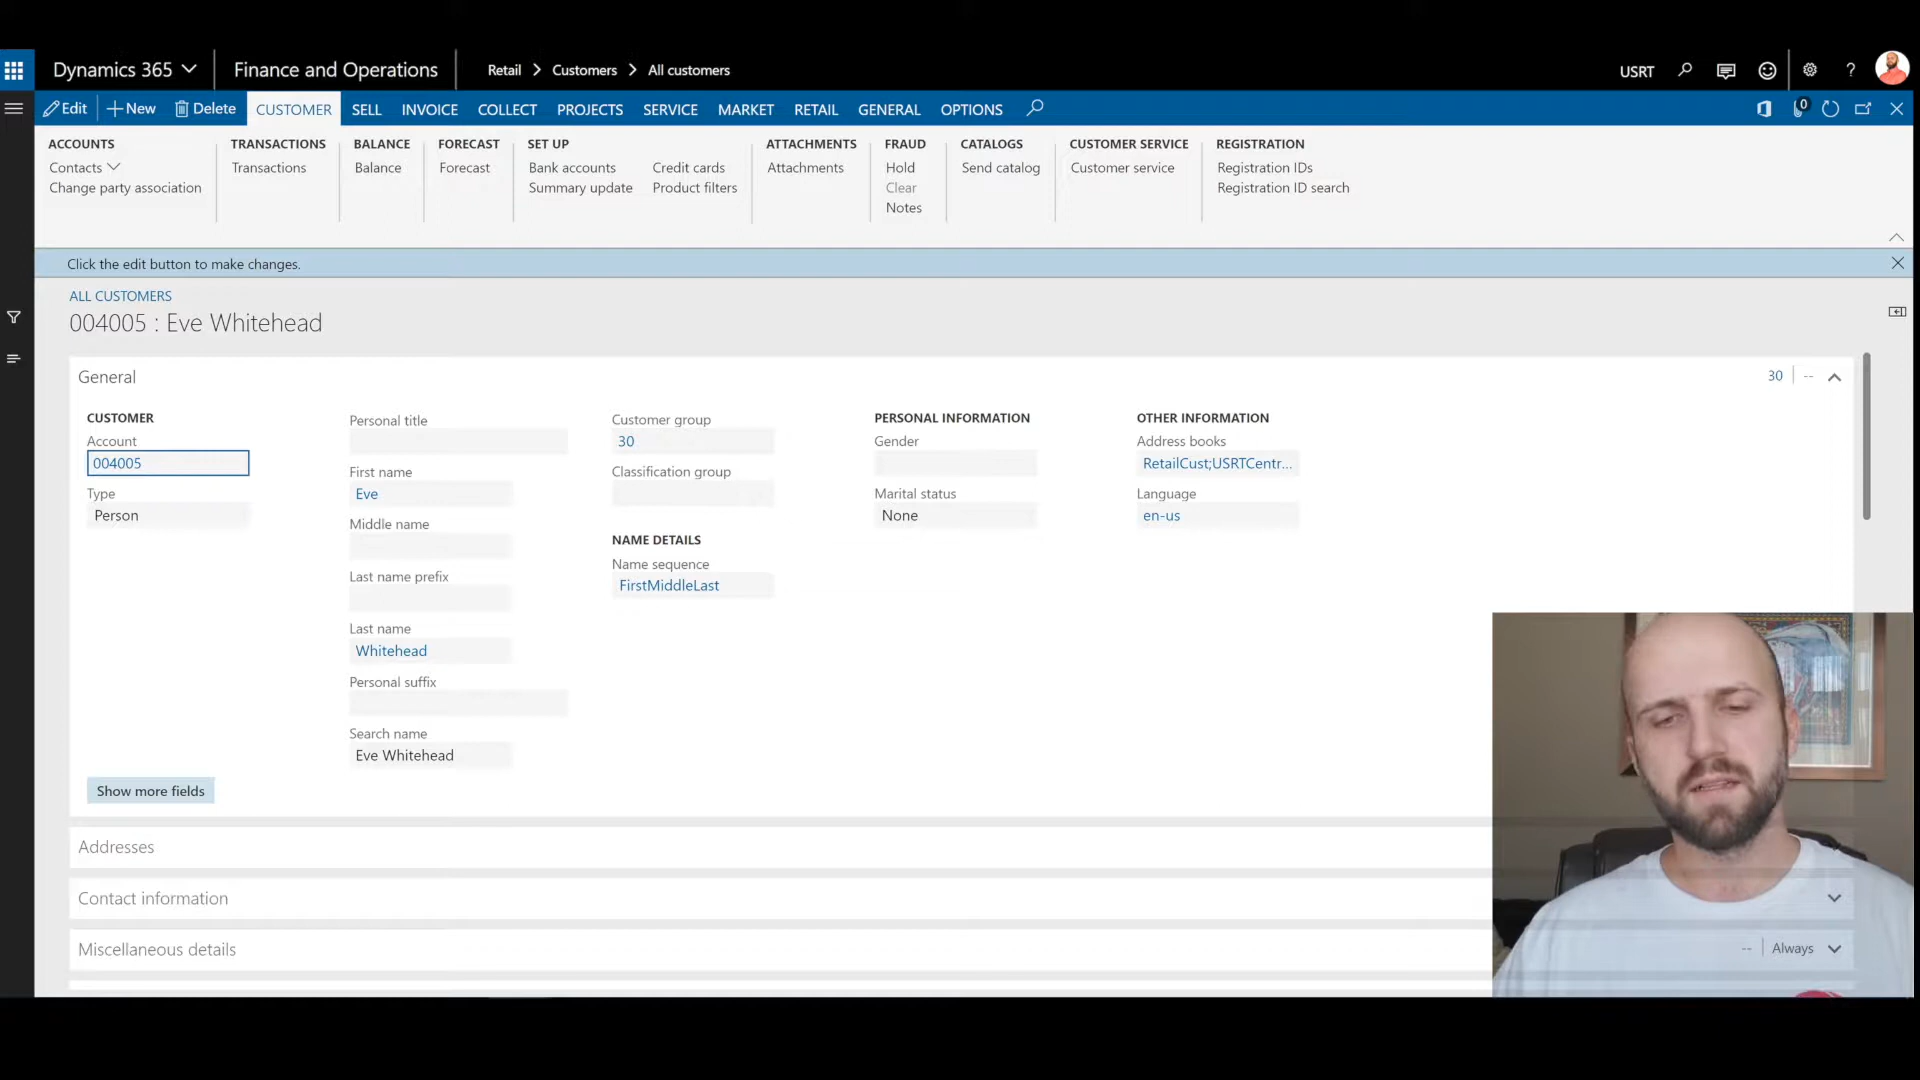 Dynamics 365 Finance and Operations Retail > Customers > All customers USRT ?
Edit New Delete CUSTOMER SELL INVOICE COLLECT PROJECTS SERVICE MARKET RETAIL GENERAL OPTIONS 0
ACCOUNTS TRANSACTIONS BALANCE FORECAST SET UP ATTACHMENTS FRAUD CATALOGS CUSTOMER SERVICE REGISTRATION
Contacts Transactions Balance Forecast Bank accounts Credit cards Attachments Hold Send catalog Customer service Registration IDs
Change party association Summary update Product filters Clear Registration ID search
Notes
Click the edit button to make changes.
ALL CUSTOMERS
004005 : Eve Whitehead
General 30 | --
CUSTOMER
Account
004005
Type
Person
Personal title
First name
Eve
Middle name
Last name prefix
Last name
Whitehead
Personal suffix
Search name
Eve Whitehead
Customer group
30
Classification group
NAME DETAILS
Name sequence
FirstMiddleLast
PERSONAL INFORMATION
Gender
Marital status
None
OTHER INFORMATION
Address books
RetailCust;USRTCentr...
Language
en-us
Show more fields
Addresses
Contact information
Miscellaneous details -- | Always